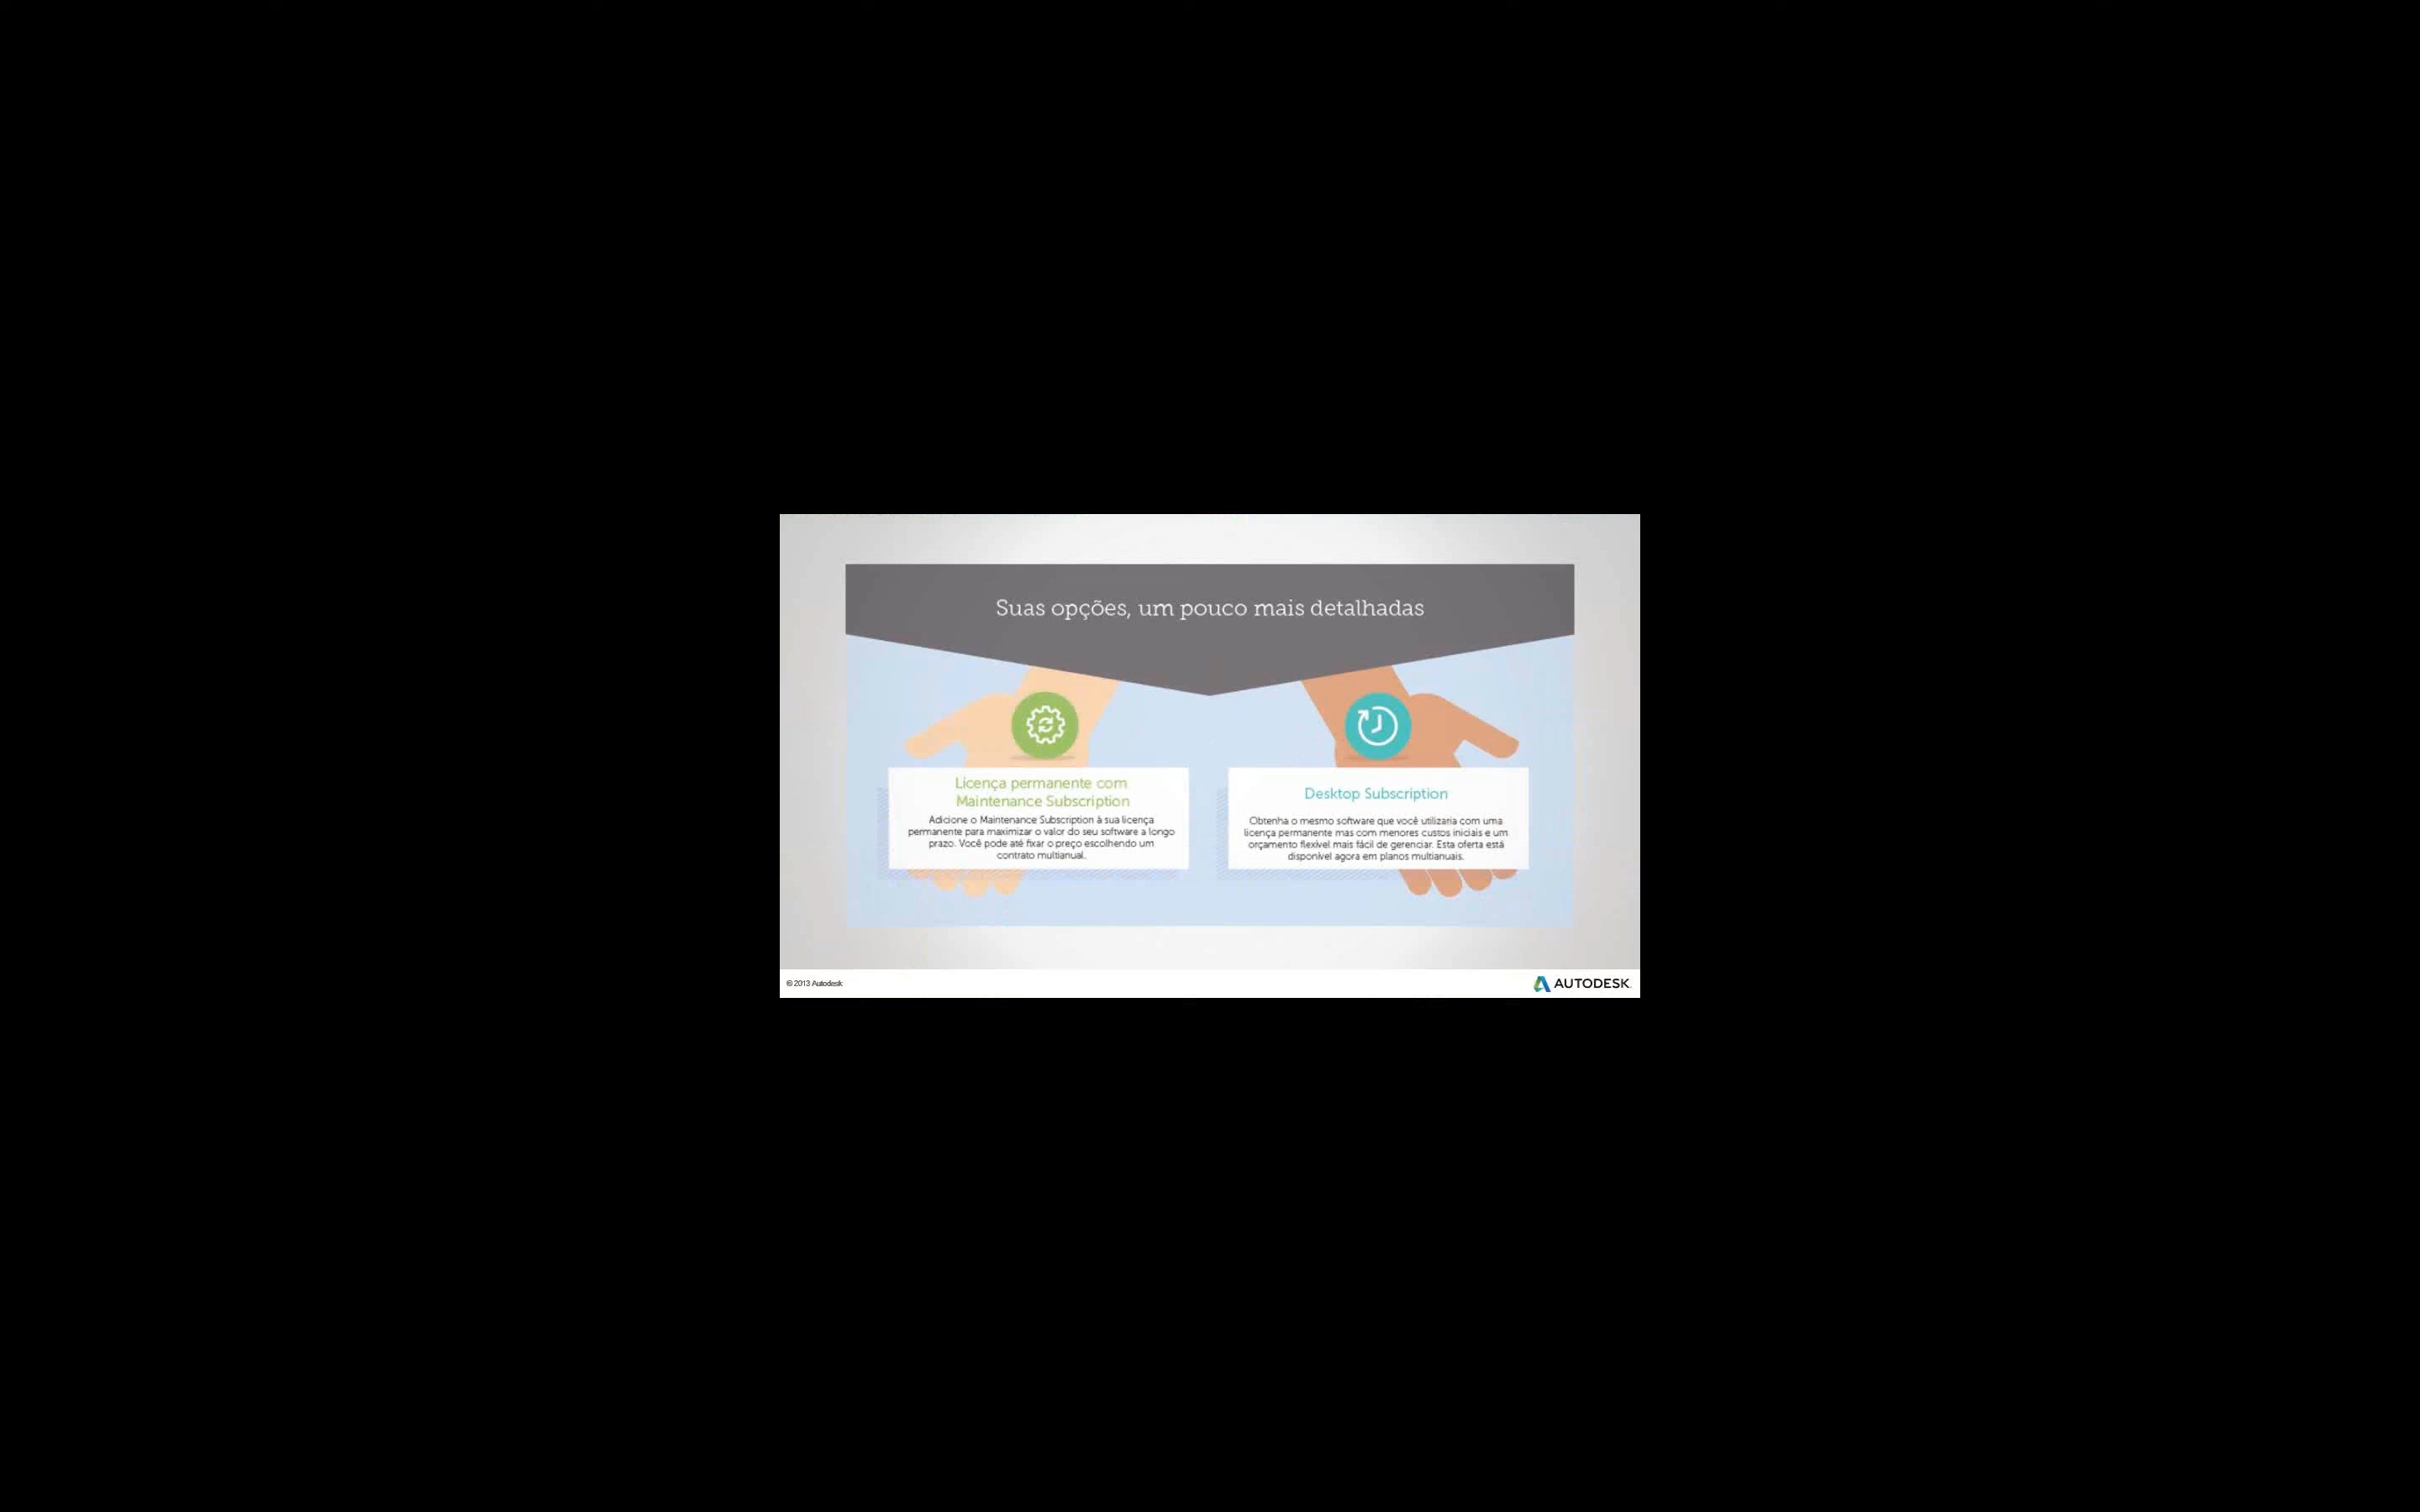 Suas opções, um pouco mais detalhadas
Licença permanente com
Maintenance Subscription
Adicione o Maintenance Subscription à sua licença
permanente para maximizar o valor do seu software a longo
prazo. Você pode até fixar o preço escolhendo um
contrato multianual.
Desktop Subscription
Obtenha o mesmo software que você utilizaria com uma
licença permanente mas com menores custos iniciais e um
orçamento flexível mais fácil de gerenciar. Esta oferta está
disponível agora em planos multianuais.
© 2013 Autodesk
AUTODESK